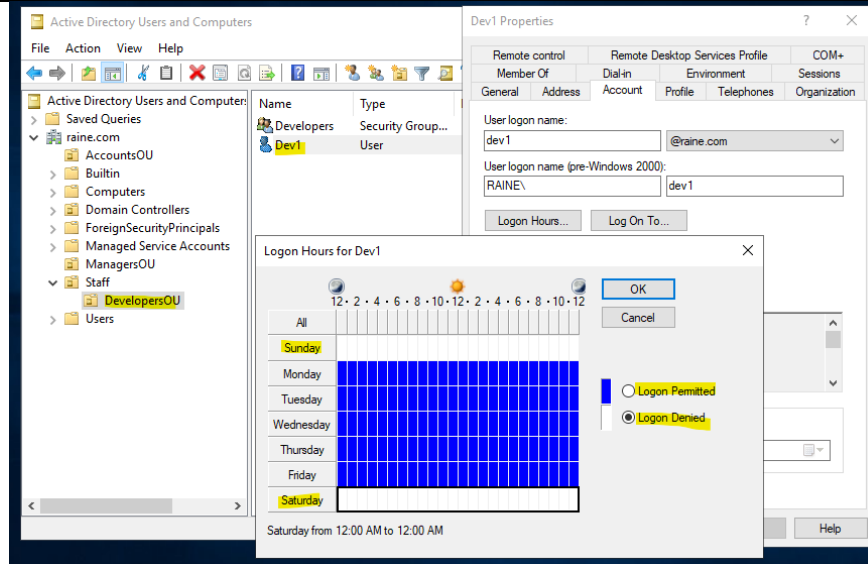 Active Directory Users and Computers
File Action View Help
Active Directory Users and Computer:
Saved Queries
raine.com
AccountsOU
Builtin
Computers
Domain Controllers
ForeignSecurityPrincipals
Managed Service Accounts
ManagersOU
Staff
DevelopersOU
Users
Name Type
Developers Security Group...
Dev1 User
Dev1 Properties
Remote control Remote Desktop Services Profile COM+
Member Of Dial-in Environment Sessions
General Address Account Profile Telephones Organization
User logon name:
dev1 @raine.com
User logon name (pre-Windows 2000):
RAINE\ dev1
Logon Hours... Log On To...
Logon Hours for Dev1
12 · 2 · 4 · 6 · 8 · 10 · 12 · 2 · 4 · 6 · 8 · 10 · 12
All
Sunday
Monday
Tuesday
Wednesday
Thursday
Friday
Saturday
OK
Cancel
Logon Permitted
Logon Denied
Saturday from 12:00 AM to 12:00 AM
Help